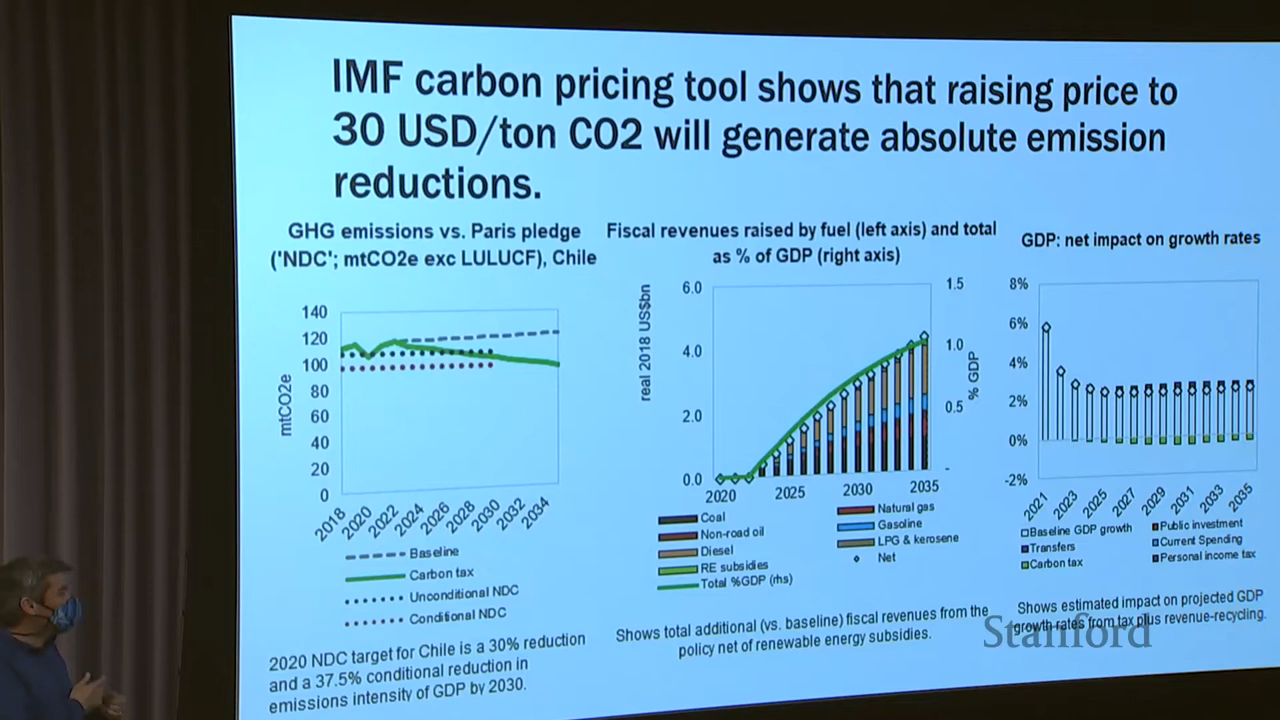 IMF carbon pricing tool shows that raising price to
30 USD/ton CO2 will generate absolute emission
reductions.
GHG emissions vs. Paris pledge
('NDC'; mtCO2e exc LULUCF), Chile
mtCO2e
140
120
100
80
60
40
20
0
2018
2020
2022
2024
2026
2028
2030
2032
2034
Baseline
Carbon tax
Unconditional NDC
Conditional NDC
2020 NDC target for Chile is a 30% reduction
and a 37.5% conditional reduction in
emissions intensity of GDP by 2030.
Fiscal revenues raised by fuel (left axis) and total
as % of GDP (right axis)
real 2018 US$bn
6.0
4.0
2.0
0.0
1.5
1.0
0.5
-
% GDP
2020
2025
2030
2035
Coal
Natural gas
Non-road oil
Gasoline
Diesel
LPG & kerosene
RE subsidies
Net
Total %GDP (rhs)
Shows total additional (vs. baseline) fiscal revenues from the
policy net of renewable energy subsidies.
GDP: net impact on growth rates
8%
6%
4%
2%
0%
-2%
2021
2023
2025
2027
2029
2031
2033
2035
Baseline GDP growth
Public investment
Transfers
Current Spending
Carbon tax
Personal income tax
Shows estimated impact on projected GDP
growth rates from tax plus revenue-recycling.
Stanford